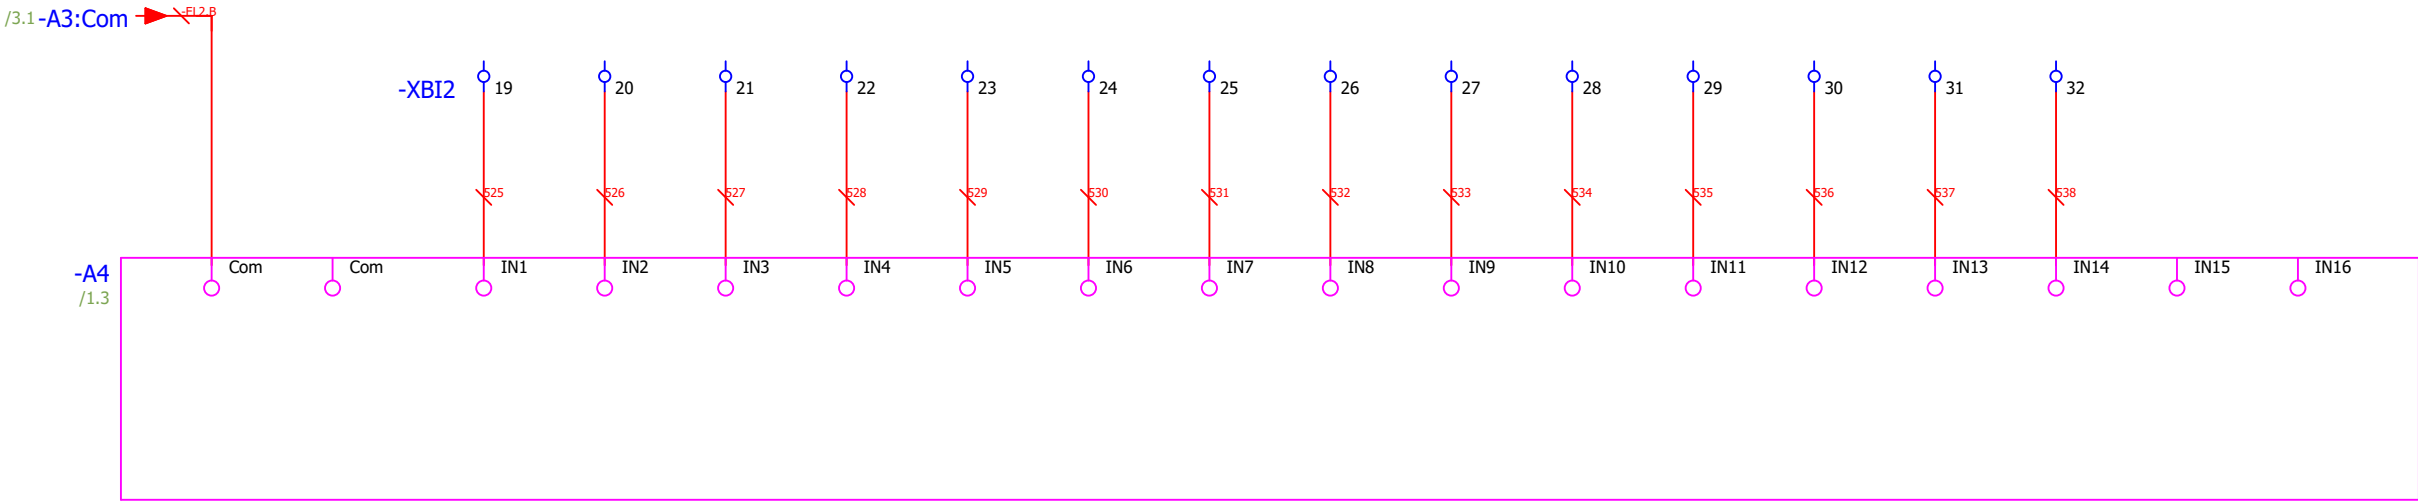 /3.1 -A3:Com -FL2.B
-XBI2 19 20 21 22 23 24 25 26 27 28 29 30 31 32
525 526 527 528 529 530 531 532 533 534 535 536 537 538
-A4 Com Com IN1 IN2 IN3 IN4 IN5 IN6 IN7 IN8 IN9 IN10 IN11 IN12 IN13 IN14 IN15 IN16
/1.3